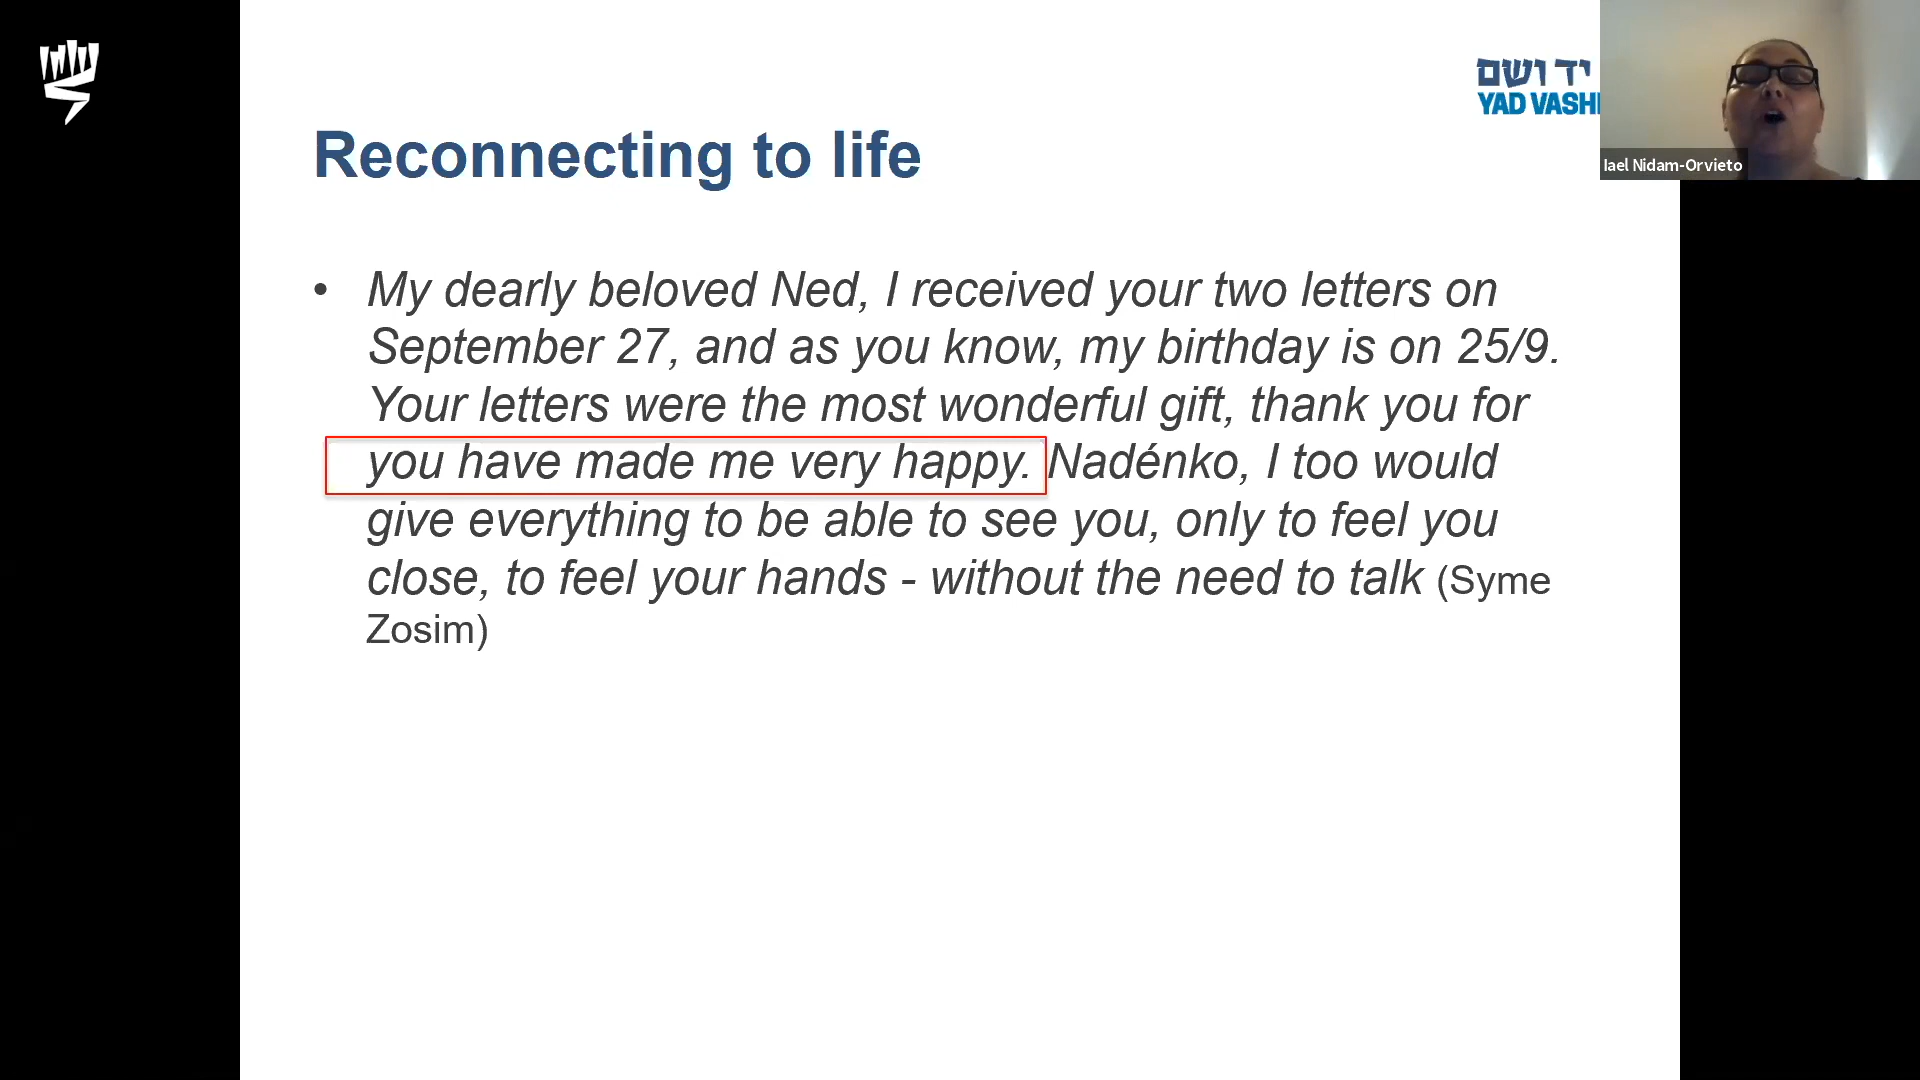 יד ושם
YAD VASH
Iael Nidam-Orvieto
Reconnecting to life
• My dearly beloved Ned, I received your two letters on
September 27, and as you know, my birthday is on 25/9.
Your letters were the most wonderful gift, thank you for
you have made me very happy. Nadénko, I too would
give everything to be able to see you, only to feel you
close, to feel your hands - without the need to talk (Syme
Zosim)